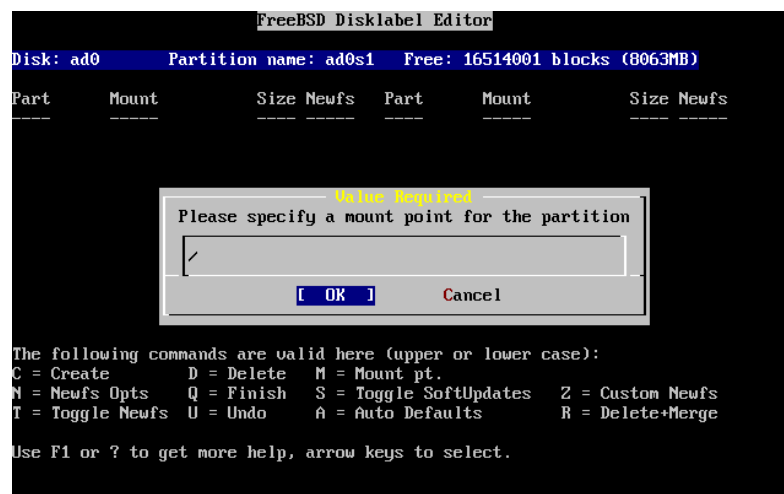 FreeBSD Disklabel Editor
Disk: ad0 Partition name: ad0s1 Free: 16514001 blocks (8063MB)
Part Mount Size Newfs Part Mount Size Newfs
---- ----- ---- ----- ---- ----- ---- -----
Value Required
Please specify a mount point for the partition
/
[ OK ] Cancel
The following commands are valid here (upper or lower case):
C = Create D = Delete M = Mount pt.
N = Newfs Opts Q = Finish S = Toggle SoftUpdates Z = Custom Newfs
T = Toggle Newfs U = Undo A = Auto Defaults R = Delete+Merge
Use F1 or ? to get more help, arrow keys to select.